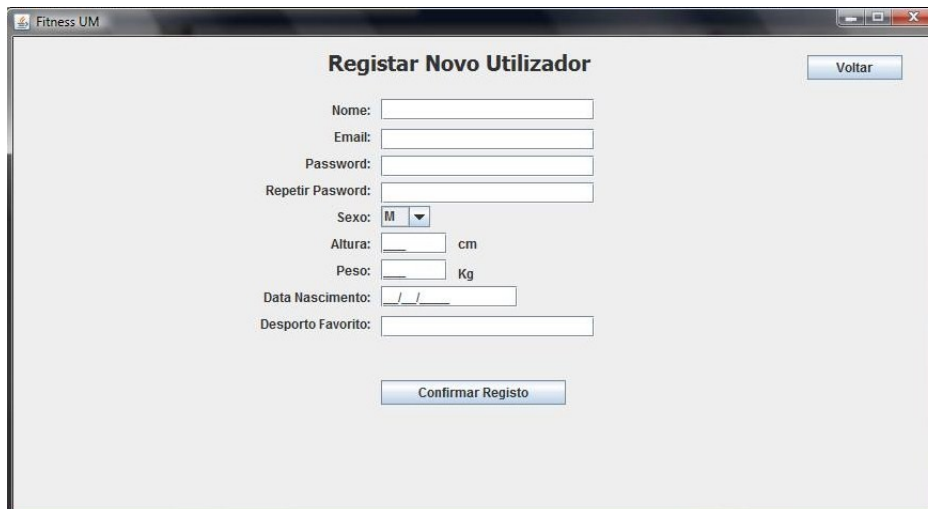 Fitness UM
Registar Novo Utilizador
Voltar
Nome:
Email:
Password:
Repetir Pasword:
Sexo: M
Altura: ___ cm
Peso: ___ Kg
Data Nascimento: __/__/____
Desporto Favorito:
Confirmar Registo